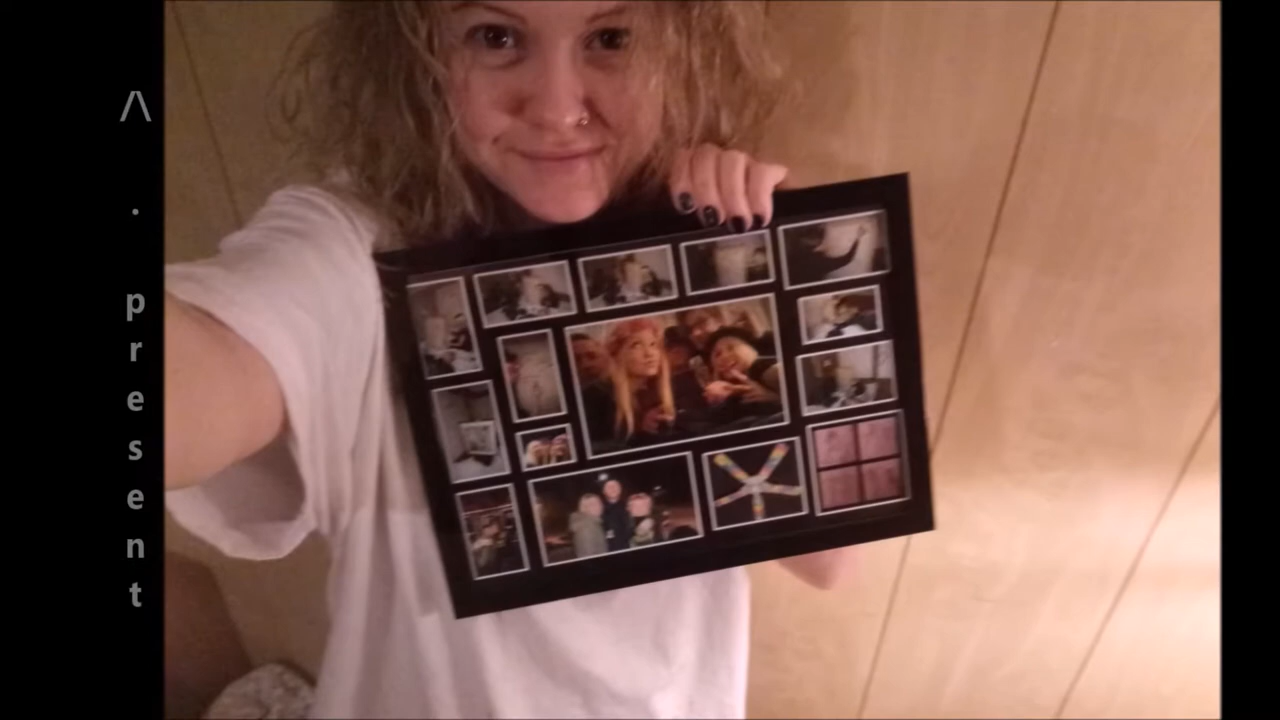 /\ . present